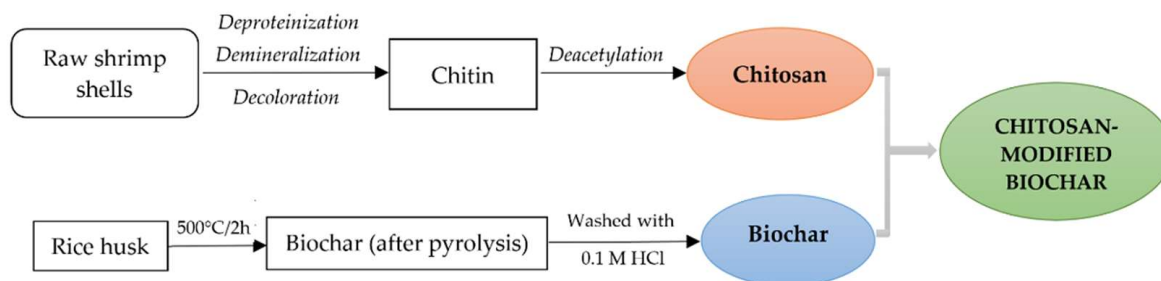 Raw shrimp
shells
Deproteinization
Demineralization
Decoloration
Chitin
Deacetylation
Chitosan
CHITOSAN-
MODIFIED
BIOCHAR
Rice husk
500°C/2h
Biochar (after pyrolysis)
Washed with
0.1 M HCl
Biochar